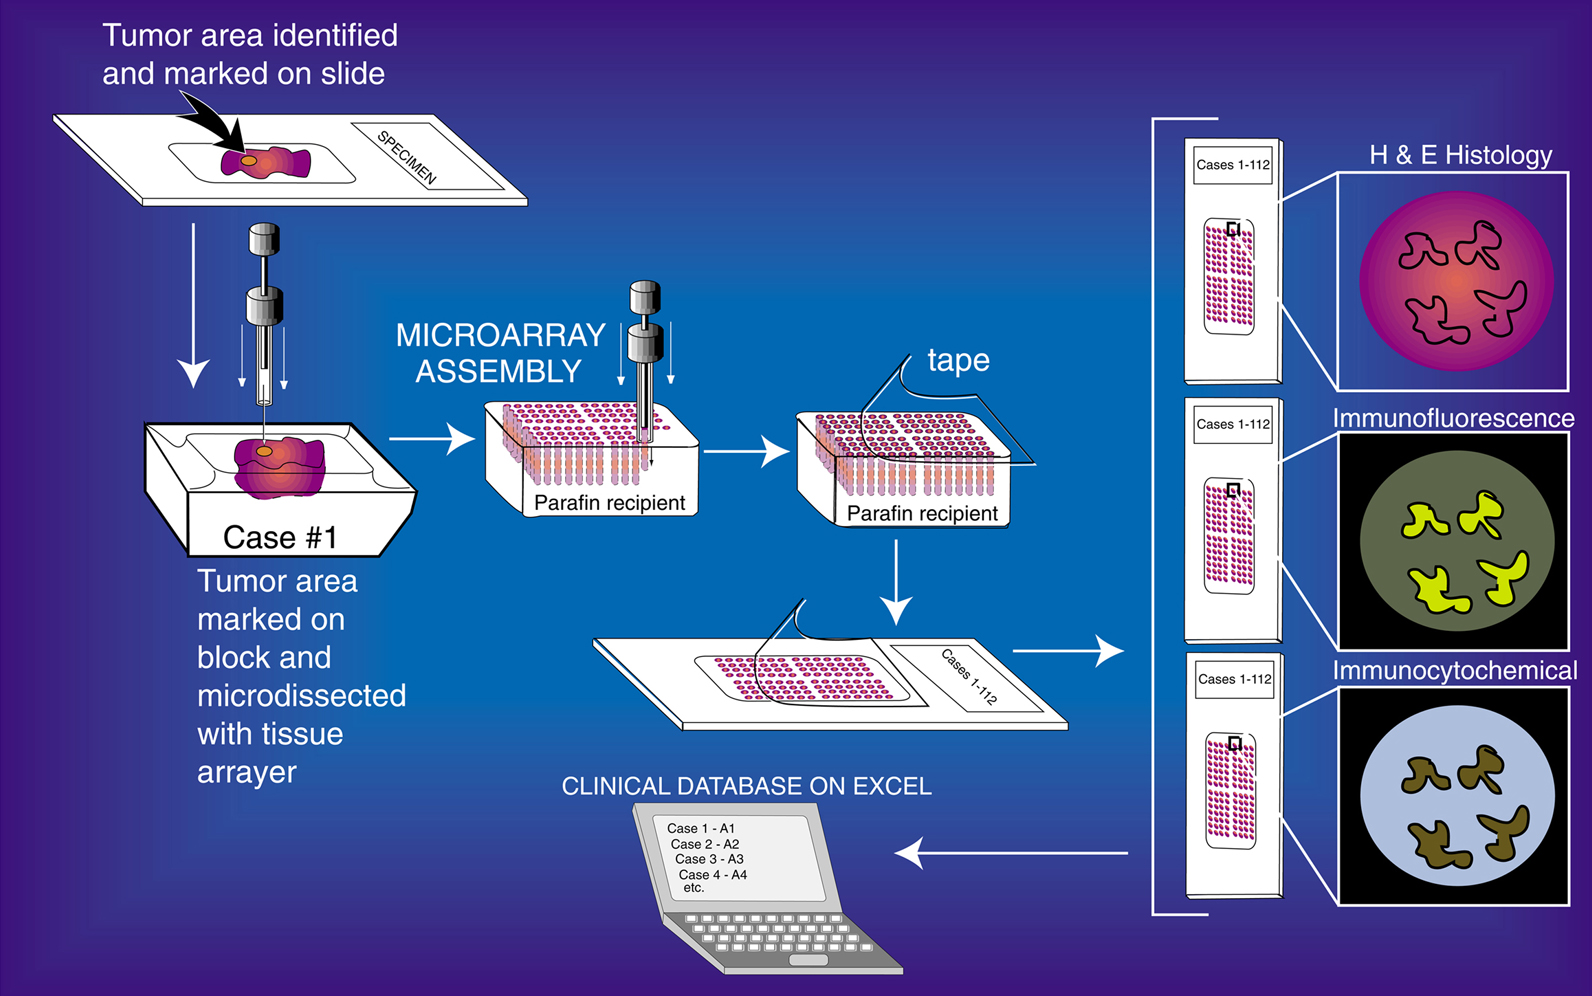 Tumor area identified
and marked on slide
SPECIMEN
MICROARRAY
ASSEMBLY
tape
Case #1
Parafin recipient
Parafin recipient
Tumor area
marked on
block and
microdissected
with tissue
arrayer
Cases 1-112
Cases 1-112
H & E Histology
Cases 1-112
Immunofluorescence
Cases 1-112
Immunocytochemical
CLINICAL DATABASE ON EXCEL
Case 1 - A1
Case 2 - A2
Case 3 - A3
Case 4 - A4
etc.